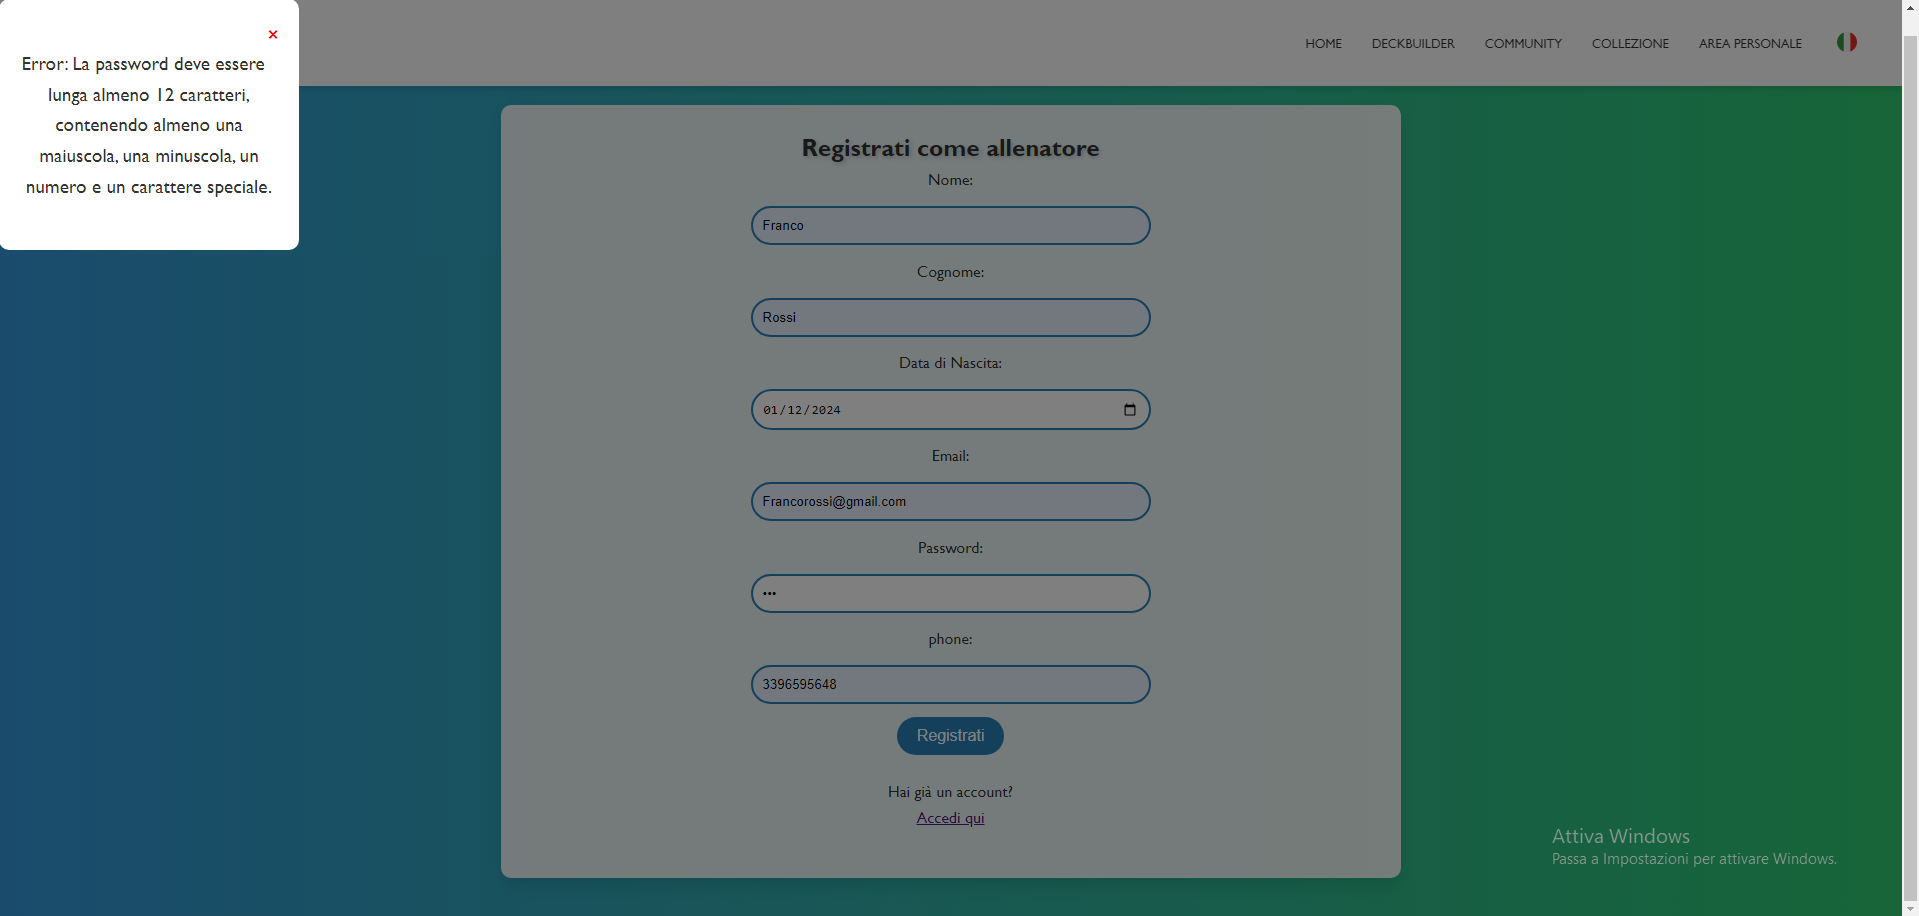 ×
Error: La password deve essere
lunga almeno 12 caratteri,
contenendo almeno una
maiuscola, una minuscola, un
numero e un carattere speciale.
HOME DECKBUILDER COMMUNITY COLLEZIONE AREA PERSONALE
Registrati come allenatore
Nome:
Franco
Cognome:
Rossi
Data di Nascita:
01/12/2024
Email:
Francorossi@gmail.com
Password:
•••
phone:
3396595648
Registrati
Hai già un account?
Accedi qui
Attiva Windows
Passa a Impostazioni per attivare Windows.